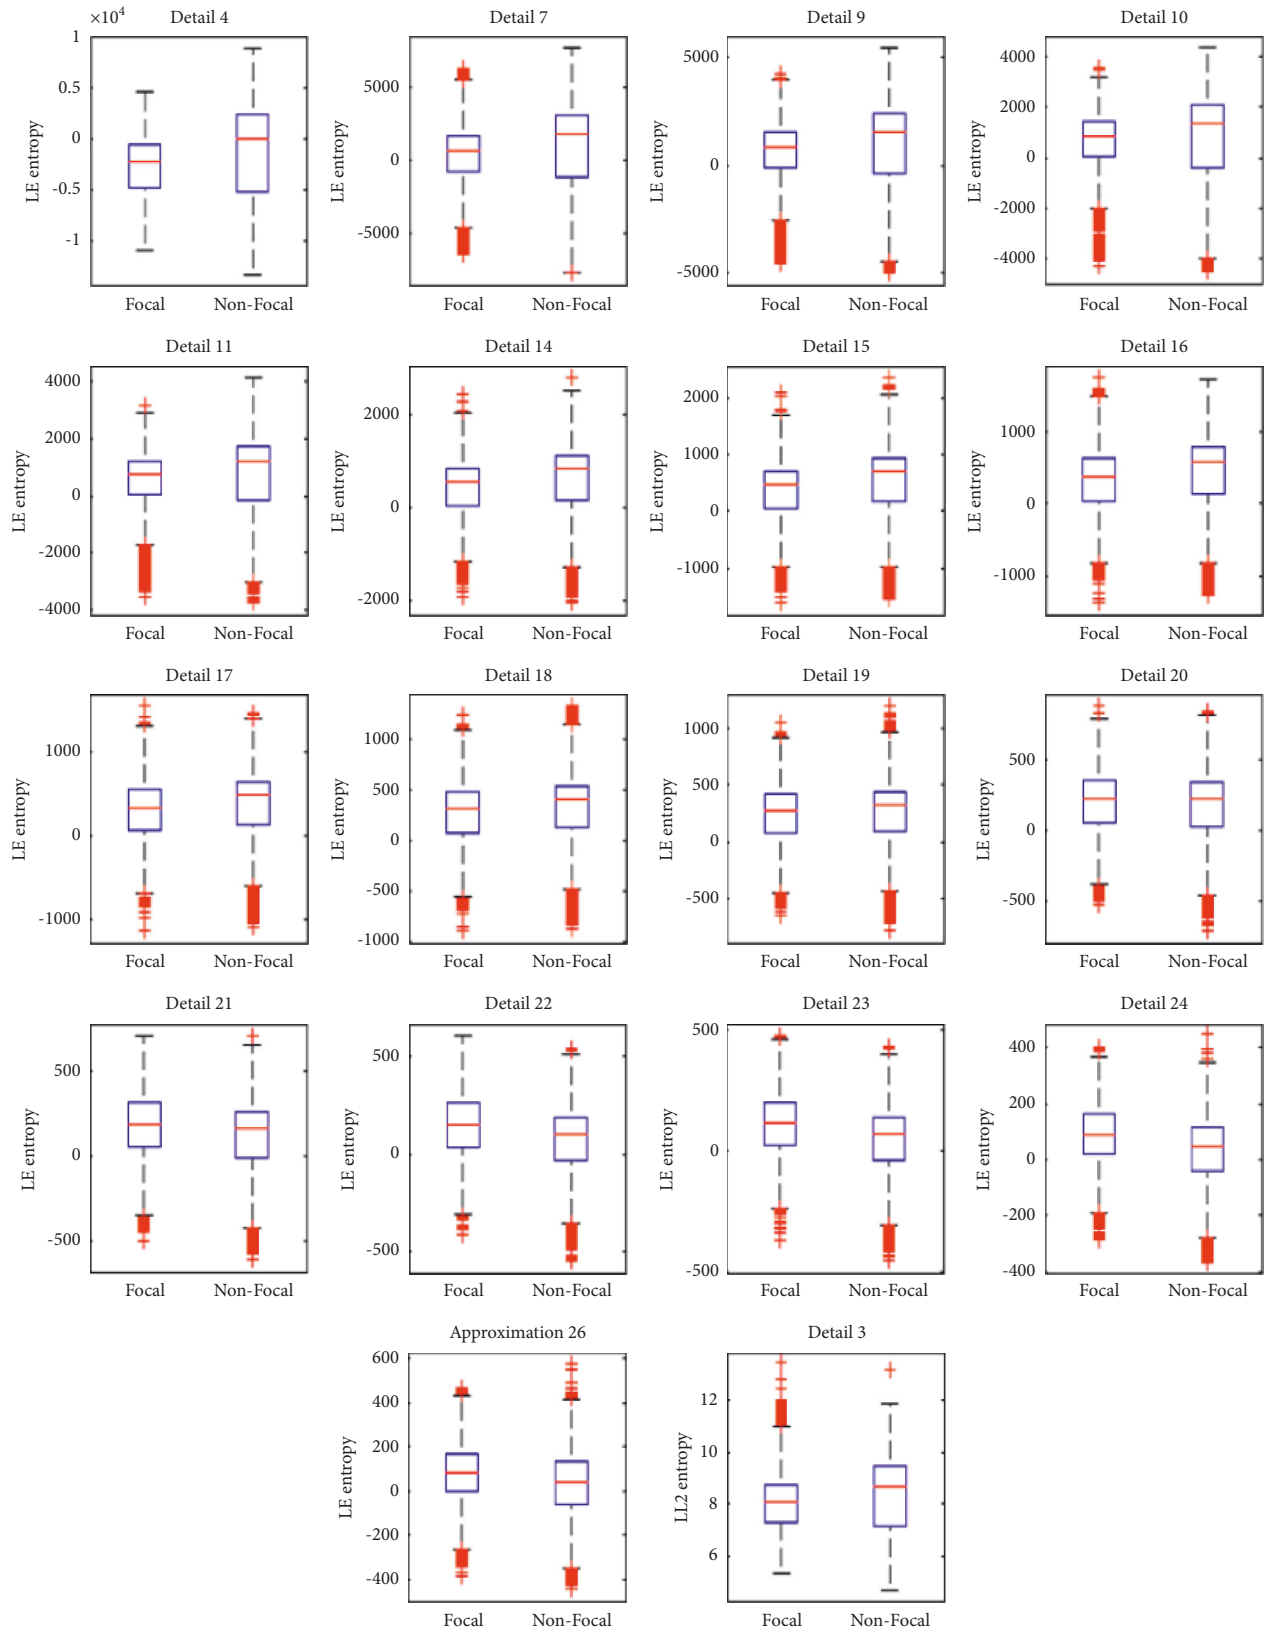 Detail 4 Detail 7 Detail 9 Detail 10
×10⁴
1
0.5
0
-0.5
-1
LE entropy
Focal Non-Focal
5000
0
-5000
LE entropy
Focal Non-Focal
5000
0
-5000
LE entropy
Focal Non-Focal
4000
2000
0
-2000
-4000
LE entropy
Focal Non-Focal
Detail 11 Detail 14 Detail 15 Detail 16
4000
2000
0
-2000
-4000
LE entropy
Focal Non-Focal
2000
0
-2000
LE entropy
Focal Non-Focal
2000
1000
0
-1000
LE entropy
Focal Non-Focal
1000
0
-1000
LE entropy
Focal Non-Focal
Detail 17 Detail 18 Detail 19 Detail 20
1000
0
-1000
LE entropy
Focal Non-Focal
1000
500
0
-500
-1000
LE entropy
Focal Non-Focal
1000
500
0
-500
LE entropy
Focal Non-Focal
500
0
-500
LE entropy
Focal Non-Focal
Detail 21 Detail 22 Detail 23 Detail 24
500
0
-500
LE entropy
Focal Non-Focal
500
0
-500
LE entropy
Focal Non-Focal
500
0
-500
LE entropy
Focal Non-Focal
400
200
0
-200
-400
LE entropy
Focal Non-Focal
Approximation 26 Detail 3
600
400
200
0
-200
-400
LE entropy
Focal Non-Focal
12
10
8
6
LL2 entropy
Focal Non-Focal